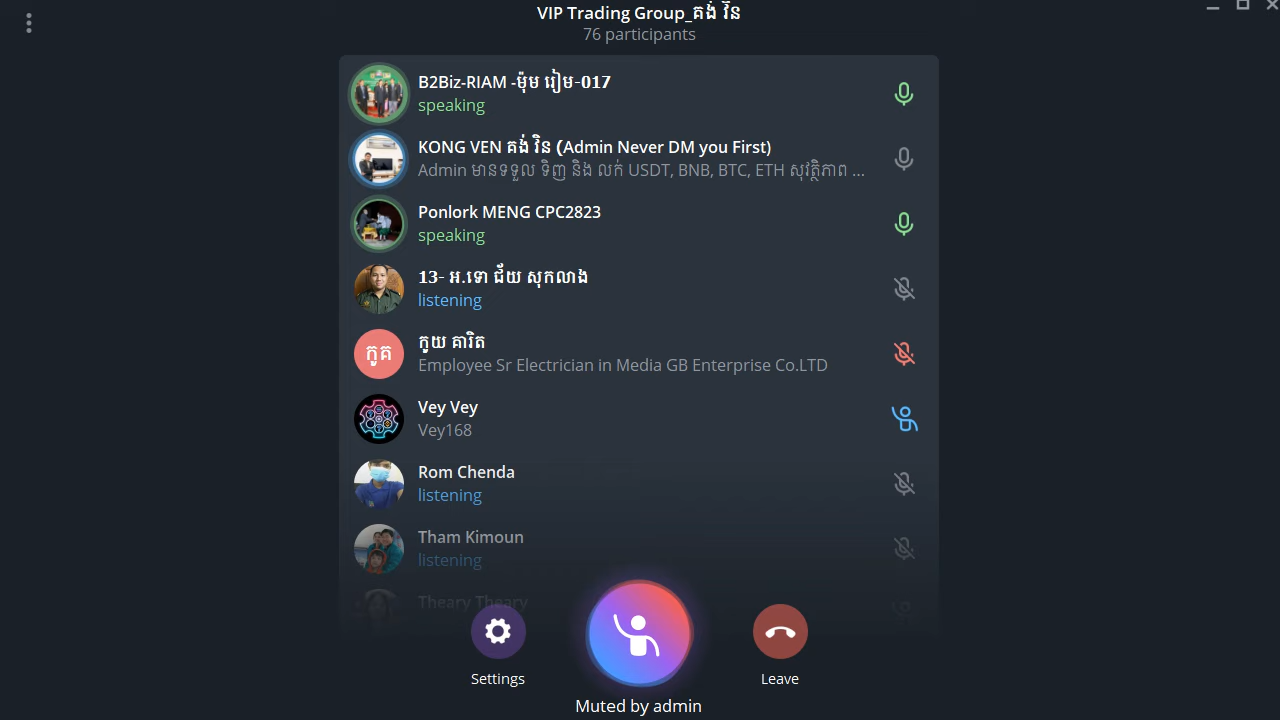 VIP Trading Group_គង់ វិន
76 participants
B2Biz-RIAM -ម៉ុម រៀម-017
speaking
KONG VEN គង់ វិន (Admin Never DM you First)
Admin មានទទួល ទិញ និង លក់ USDT, BNB, BTC, ETH សុវត្ថិភាព ...
Ponlork MENG CPC2823
speaking
13- អ.ទោ ជ័យ សុកលាង
listening
កូគ
កូយ គារិត
Employee Sr Electrician in Media GB Enterprise Co.LTD
Vey Vey
Vey168
Rom Chenda
listening
Tham Kimoun
listening
Theary Theary
Settings
Leave
Muted by admin